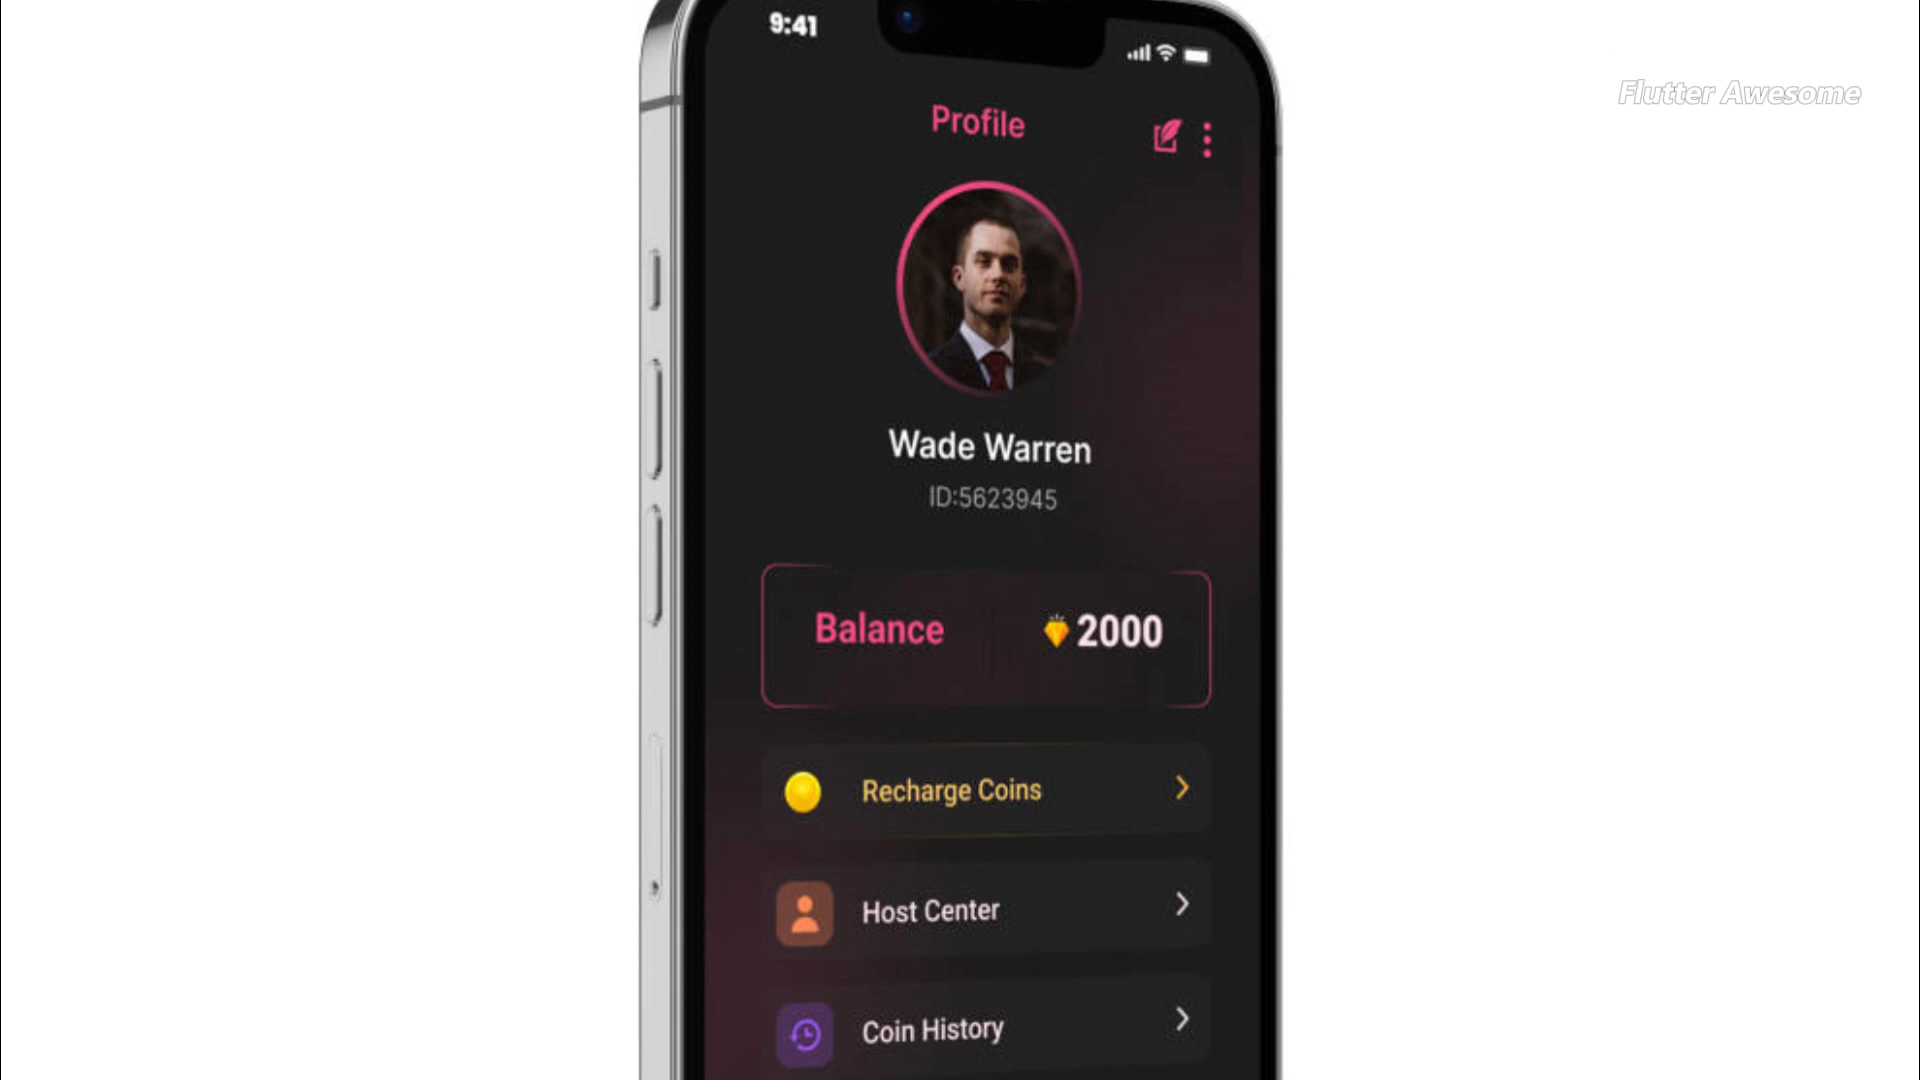 9:41
Flutter Awesome
Profile
Wade Warren
ID:5623945
Balance 2000
Recharge Coins
Host Center
Coin History